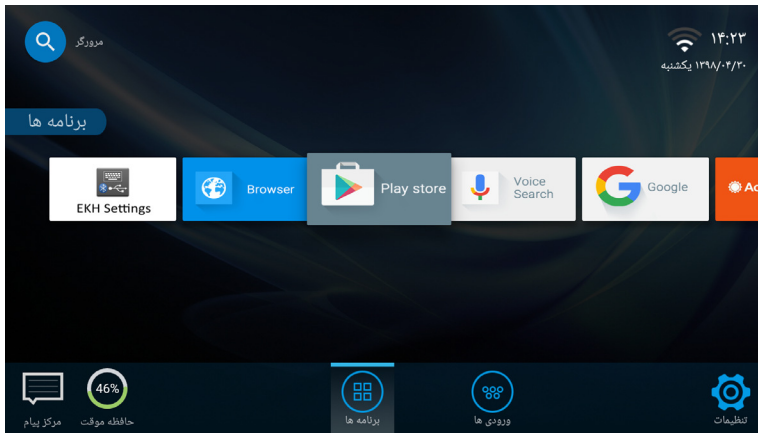 مرورگر
۱۴:۲۳
۱۳۹۸/۰۴/۳۰ یکشنبه
برنامه ها
EKH Settings
Browser
Play store
Voice
Search
Google
Ac
مرکز پیام
46%
حافظه موقت
برنامه ها
ورودی ها
تنظیمات